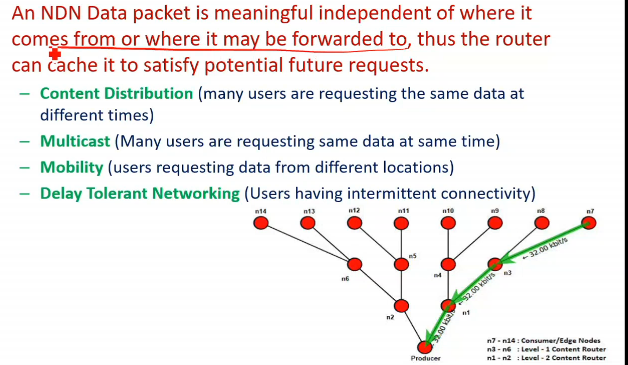 An NDN Data packet is meaningful independent of where it
comes from or where it may be forwarded to, thus the router
can cache it to satisfy potential future requests.
– Content Distribution (many users are requesting the same data at
different times)
– Multicast (Many users are requesting same data at same time)
– Mobility (users requesting data from different locations)
– Delay Tolerant Networking (Users having intermittent connectivity)
n14 n13 n12 n11 n10 n9 n8 n7
← 32.00 kbit/s
n6 n5 n4 n3
←32.00 kbit/s
n2 n1
32.00 kbit/s
Producer
n7 - n14 : Consumer/Edge Nodes
n3 - n6 : Level - 1 Content Router
n1 - n2 : Level - 2 Content Router